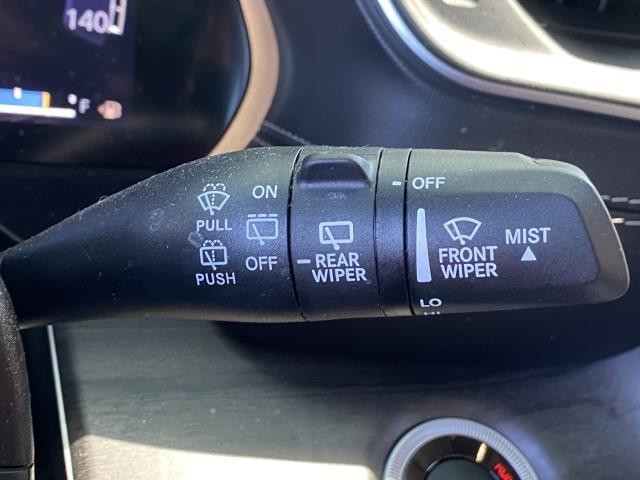 140
F
PULL
PUSH
ON
OFF
REAR
WIPER
OFF
FRONT
WIPER
LO
MIST